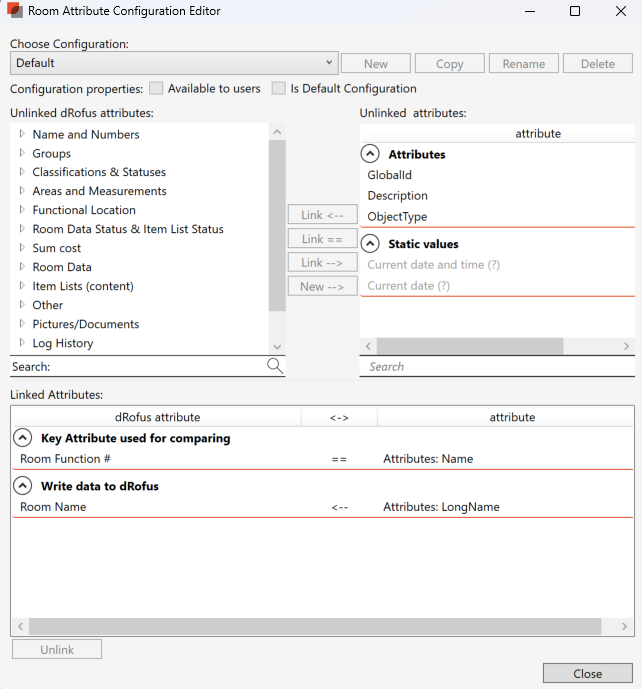 Room Attribute Configuration Editor
Choose Configuration:
Default
New
Copy
Rename
Delete
Configuration properties:
Available to users
Is Default Configuration
Unlinked dRofus attributes:
Name and Numbers
Groups
Classifications & Statuses
Areas and Measurements
Functional Location
Room Data Status & Item List Status
Sum cost
Room Data
Item Lists (content)
Other
Pictures/Documents
Log History
Search:
Link <--
Link ==
Link -->
New -->
Unlinked attributes:
attribute
Attributes
GlobalId
Description
ObjectType
Static values
Current date and time (?)
Current date (?)
Search
Linked Attributes:
dRofus attribute <-> attribute
Key Attribute used for comparing
Room Function # == Attributes: Name
Write data to dRofus
Room Name <-- Attributes: LongName
Unlink
Close